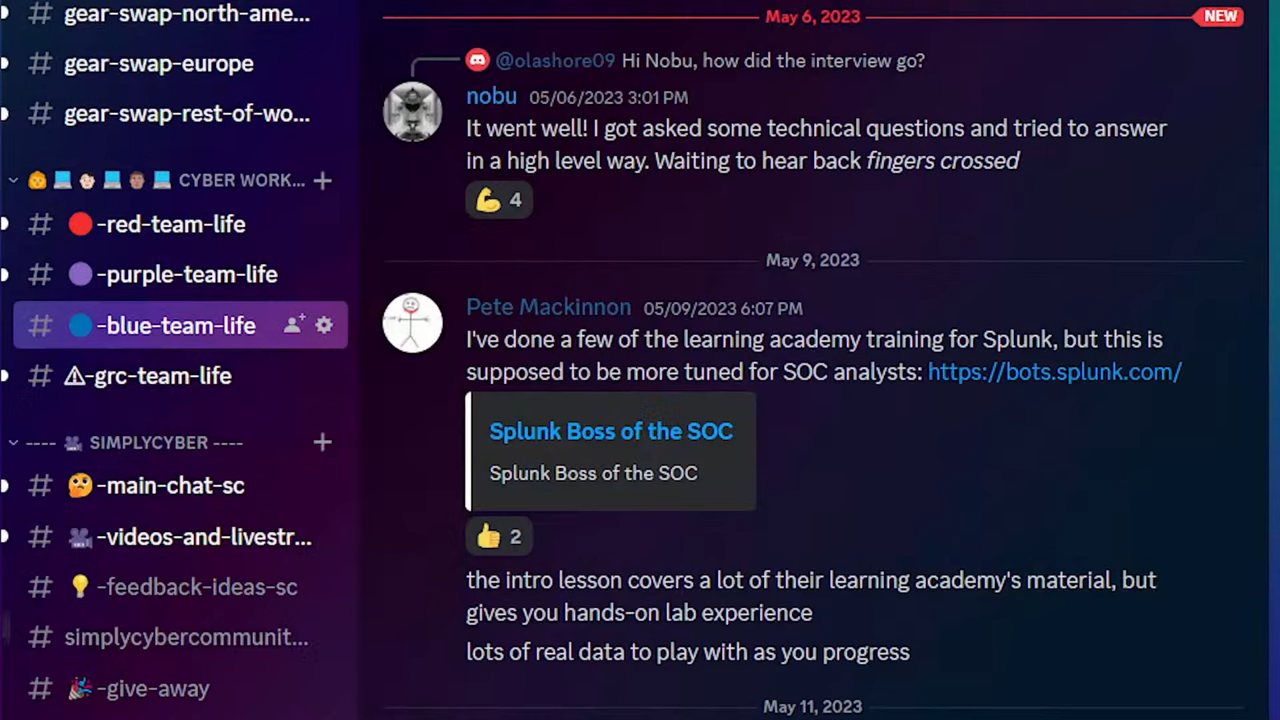 gear-swap-north-ame...
gear-swap-europe
gear-swap-rest-of-wo...
CYBER WORK...
-red-team-life
-purple-team-life
-blue-team-life
-grc-team-life
---- SIMPLYCYBER ----
-main-chat-sc
-videos-and-livestr...
-feedback-ideas-sc
simplycybercommunit...
-give-away
May 6, 2023
NEW
@olashore09 Hi Nobu, how did the interview go?
nobu 05/06/2023 3:01 PM
It went well! I got asked some technical questions and tried to answer
in a high level way. Waiting to hear back fingers crossed
4
May 9, 2023
Pete Mackinnon 05/09/2023 6:07 PM
I've done a few of the learning academy training for Splunk, but this is
supposed to be more tuned for SOC analysts: https://bots.splunk.com/
Splunk Boss of the SOC
Splunk Boss of the SOC
2
the intro lesson covers a lot of their learning academy's material, but
gives you hands-on lab experience
lots of real data to play with as you progress
May 11, 2023